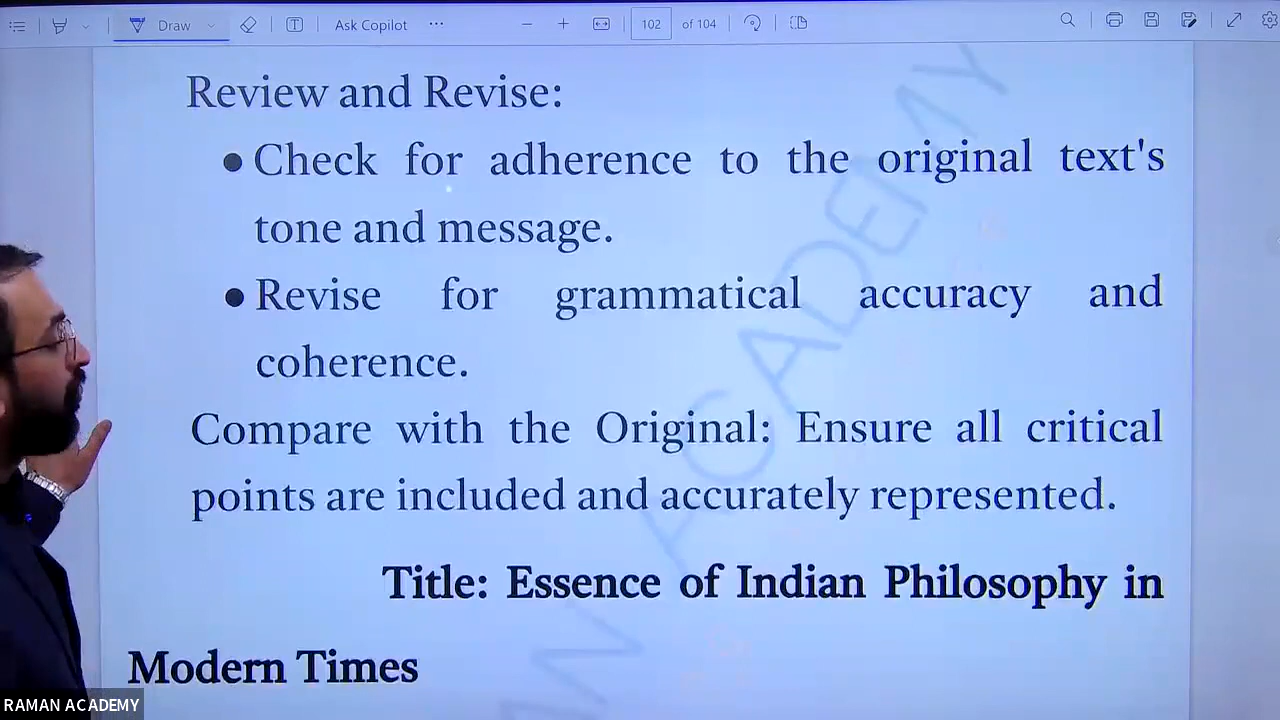 Draw
Ask Copilot
102 of 104
Review and Revise:
● Check for adherence to the original text's
tone and message.
● Revise for grammatical accuracy and
coherence.
Compare with the Original: Ensure all critical
points are included and accurately represented.
Title: Essence of Indian Philosophy in
Modern Times
ACADEMY
RAMAN ACADEMY